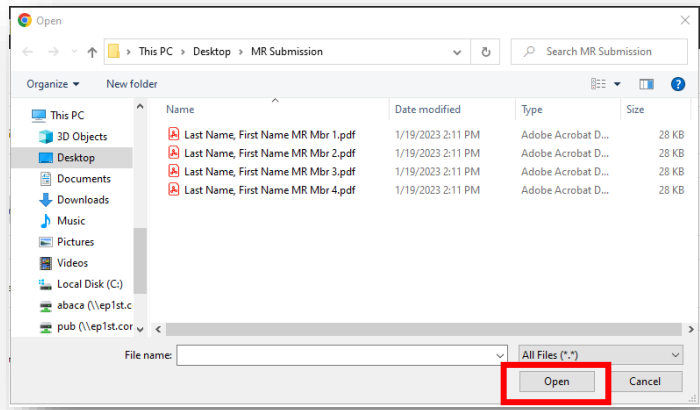 Open
This PC > Desktop > MR Submission
Search MR Submission
Organize
New folder
Name
Date modified
Type
Size
This PC
3D Objects
Desktop
Documents
Downloads
Music
Pictures
Videos
Local Disk (C:)
abaca (\\ep1st.c
pub (\\ep1st.cor
Last Name, First Name MR Mbr 1.pdf 1/19/2023 2:11 PM Adobe Acrobat D... 28 KB
Last Name, First Name MR Mbr 2.pdf 1/19/2023 2:11 PM Adobe Acrobat D... 28 KB
Last Name, First Name MR Mbr 3.pdf 1/19/2023 2:11 PM Adobe Acrobat D... 28 KB
Last Name, First Name MR Mbr 4.pdf 1/19/2023 2:11 PM Adobe Acrobat D... 28 KB
File name:
All Files (*.*)
Open
Cancel